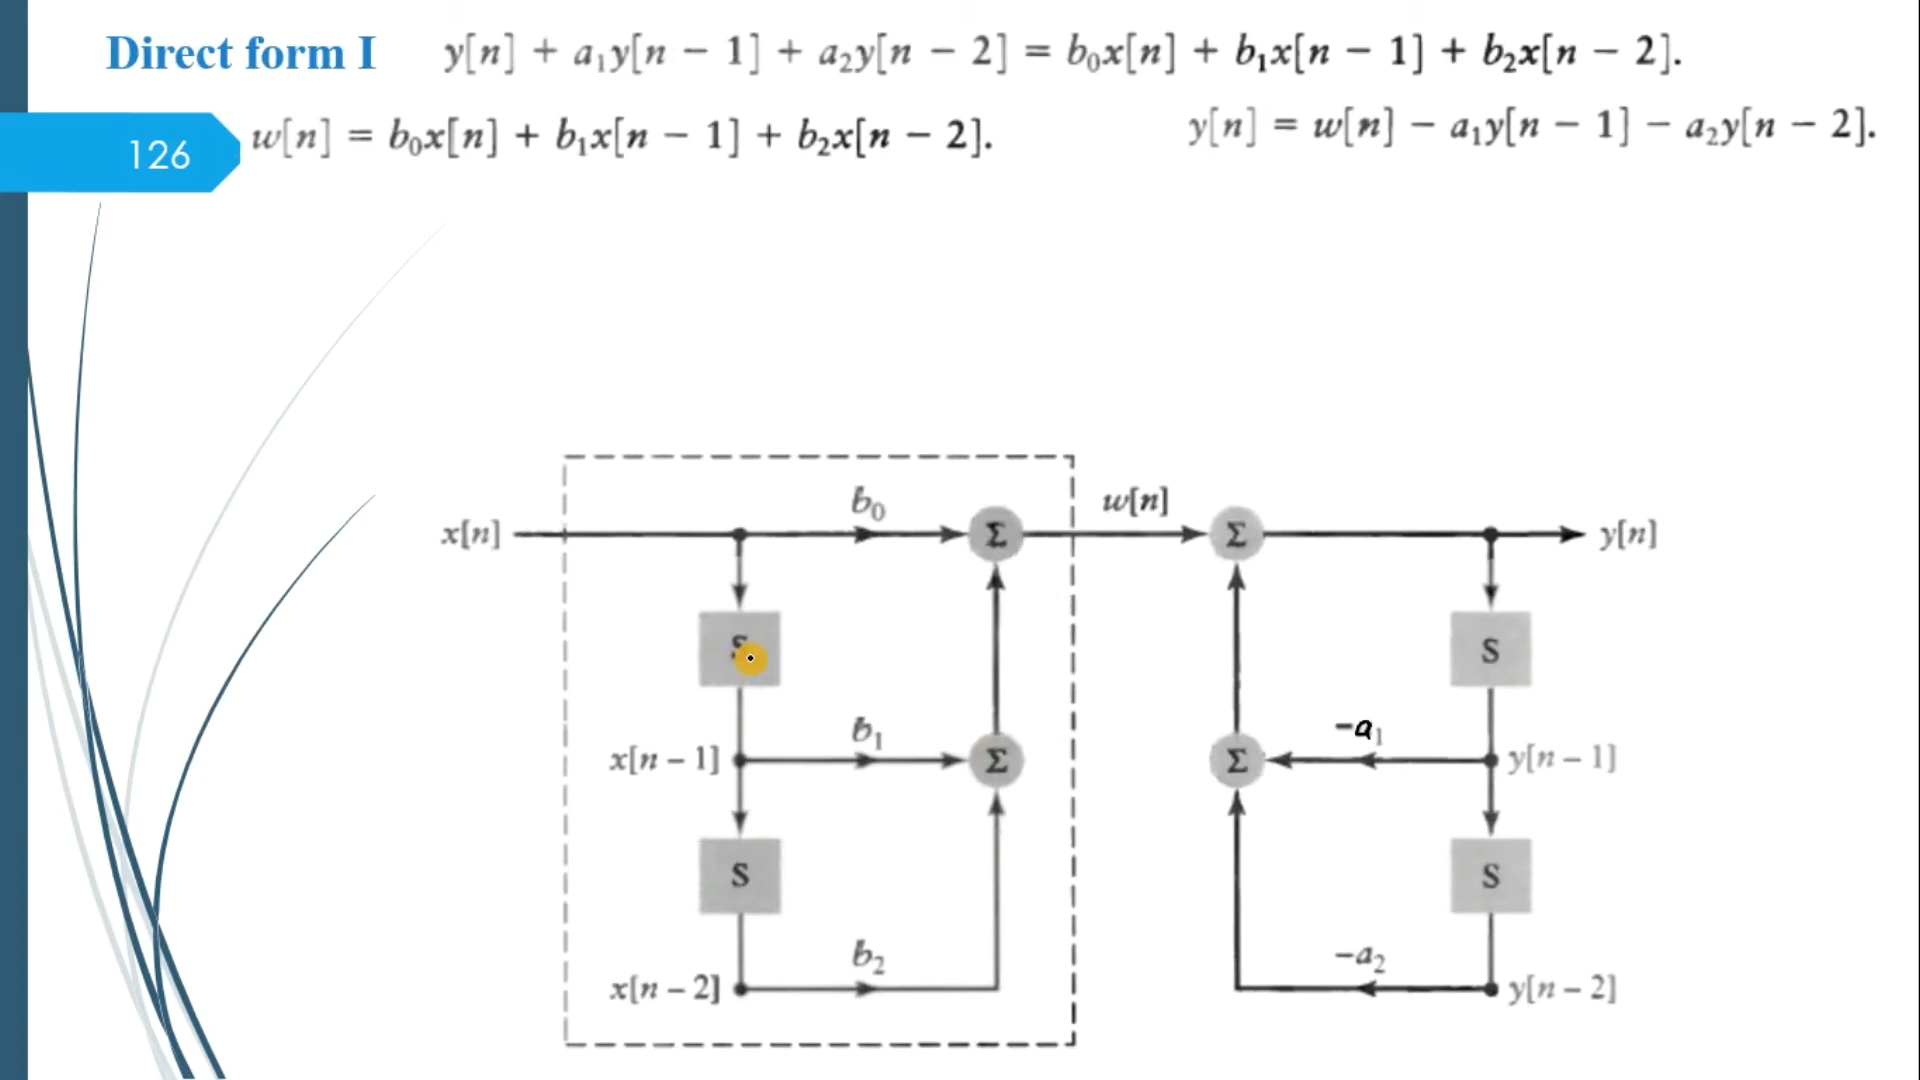 Direct form I y[n] + a₁y[n − 1] + a₂y[n − 2] = b₀x[n] + b₁x[n − 1] + b₂x[n − 2].
126
w[n] = b₀x[n] + b₁x[n − 1] + b₂x[n − 2]. y[n] = w[n] − a₁y[n − 1] − a₂y[n − 2].
b₀ w[n]
x[n] Σ Σ y[n]
S S
b₁ −a₁
x[n − 1] Σ Σ y[n − 1]
S S
b₂ −a₂
x[n − 2] y[n − 2]